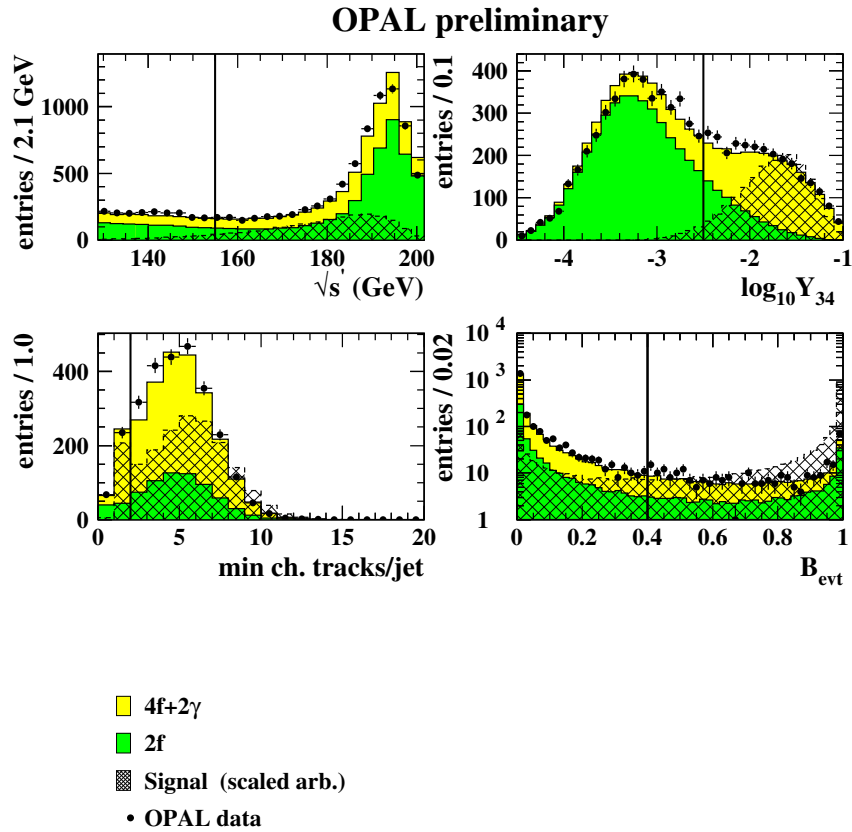 OPAL preliminary
entries / 2.1 GeV
1000
500
0
140 160 180 200
√s' (GeV)
entries / 0.1
400
300
200
100
0
-4 -3 -2 -1
log10Y34
entries / 1.0
400
200
0
0 5 10 15 20
min ch. tracks/jet
entries / 0.02
10^4
10^3
10^2
10
1
0 0.2 0.4 0.6 0.8 1
Bevt
4f+2γ
2f
Signal (scaled arb.)
OPAL data